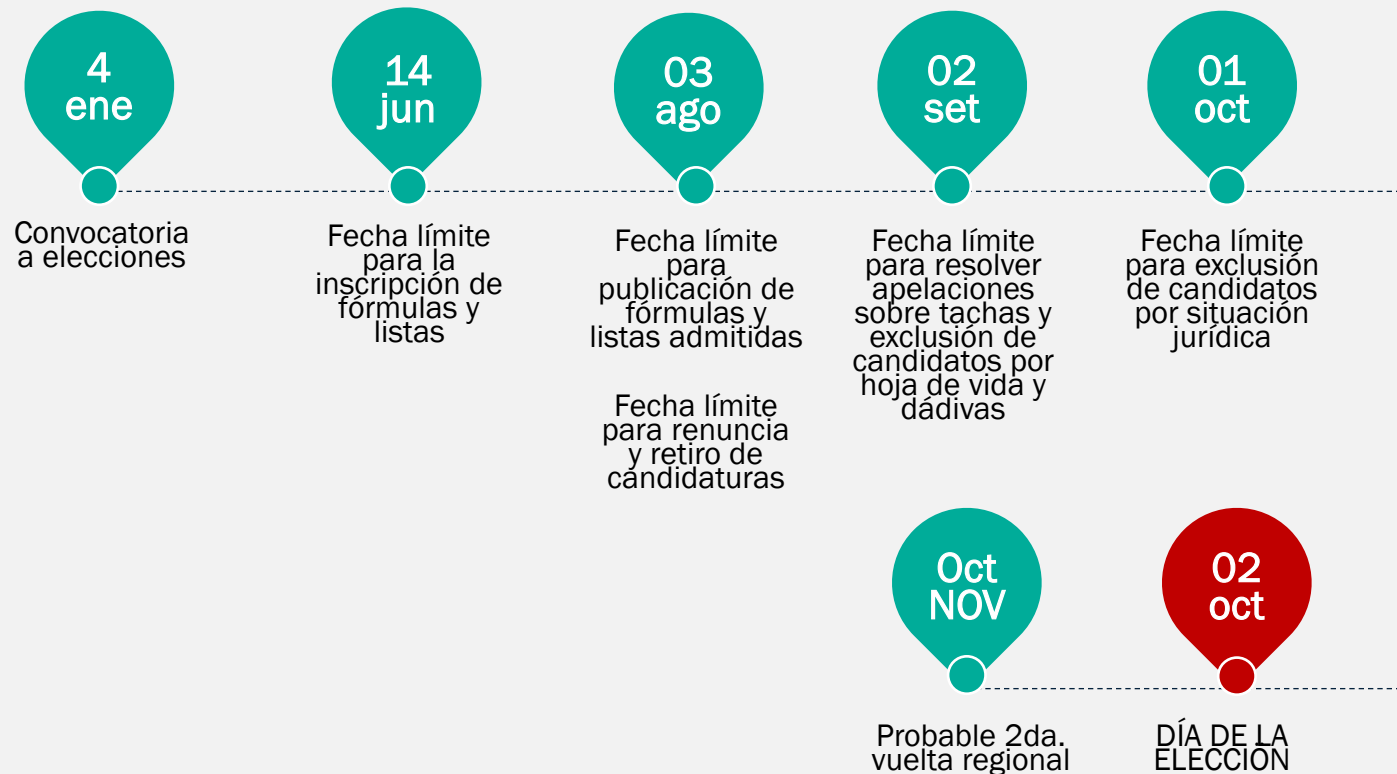 4
ene
Convocatoria
a elecciones
14
jun
Fecha límite
para la
inscripción de
fórmulas y
listas
03
ago
Fecha límite
para
publicación de
fórmulas y
listas admitidas
Fecha límite
para renuncia
y retiro de
candidaturas
02
set
Fecha límite
para resolver
apelaciones
sobre tachas y
exclusión de
candidatos por
hoja de vida y
dádivas
01
oct
Fecha límite
para exclusión
de candidatos
por situación
jurídica
Oct
NOV
Probable 2da.
vuelta regional
02
oct
DÍA DE LA
ELECCIÓN